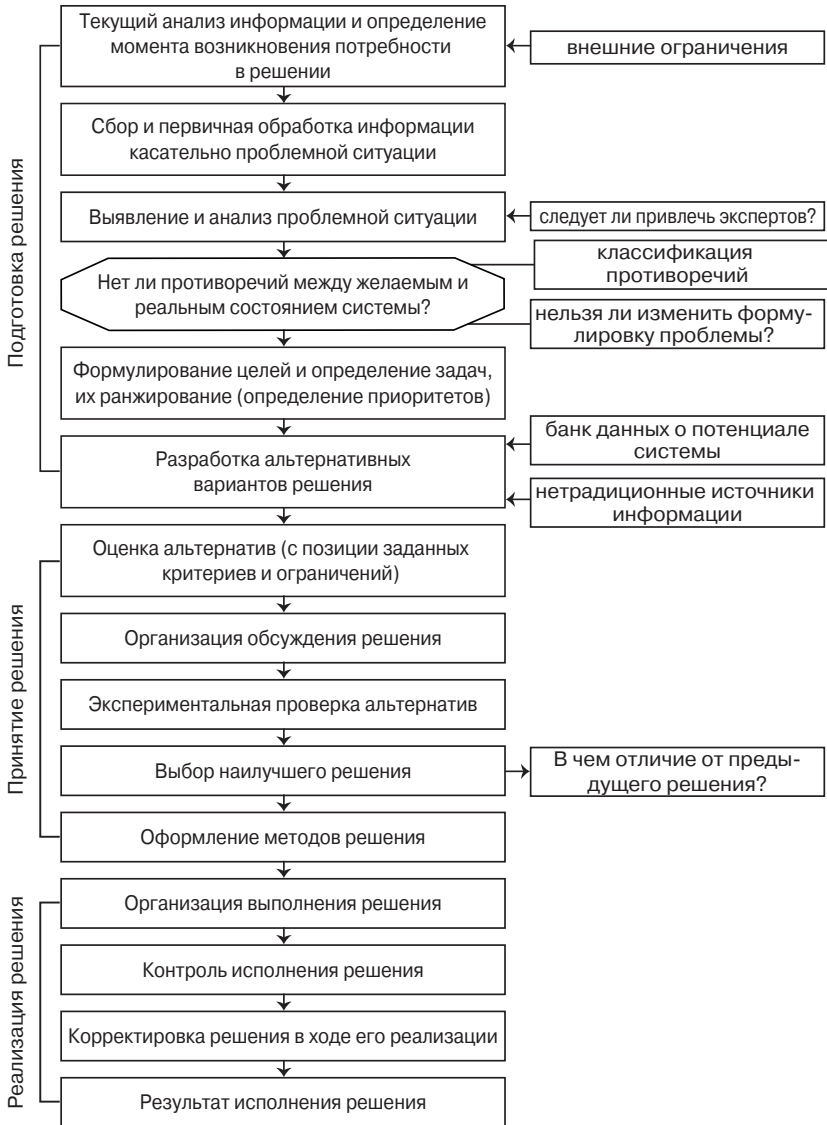 Текущий анализ информации и определение
момента возникновения потребности
в решении
внешние ограничения
Сбор и первичная обработка информации
касательно проблемной ситуации
Выявление и анализ проблемной ситуации
следует ли привлечь экспертов?
классификация
противоречий
Нет ли противоречий между желаемым и
реальным состоянием системы?
нельзя ли изменить форму-
лировку проблемы?
Формулирование целей и определение задач,
их ранжирование (определение приоритетов)
банк данных о потенциале
системы
Разработка альтернативных
вариантов решения
нетрадиционные источники
информации
Подготовка решения
Оценка альтернатив (с позиции заданных
критериев и ограничений)
Организация обсуждения решения
Экспериментальная проверка альтернатив
Выбор наилучшего решения
В чем отличие от преды-
дущего решения?
Оформление методов решения
Принятие решения
Организация выполнения решения
Контроль исполнения решения
Корректировка решения в ходе его реализации
Результат исполнения решения
Реализация решения